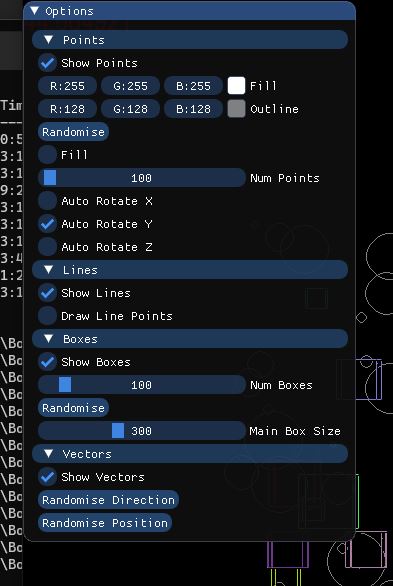 Options
Points
Show Points
R:255 G:255 B:255 Fill
R:128 G:128 B:128 Outline
Randomise
Fill
100 Num Points
Auto Rotate X
Auto Rotate Y
Auto Rotate Z
Lines
Show Lines
Draw Line Points
Boxes
Show Boxes
100 Num Boxes
Randomise
300 Main Box Size
Vectors
Show Vectors
Randomise Direction
Randomise Position
Tim
---
0:5
3:1
3:1
9:2
3:1
3:1
3:1
3:4
1:2
3:1
\Bo
\Bo
\Bo
\Bo
\Bo
\Bo
\Bo
\Bo
\Bo
\Bo
\Bo
\Bo